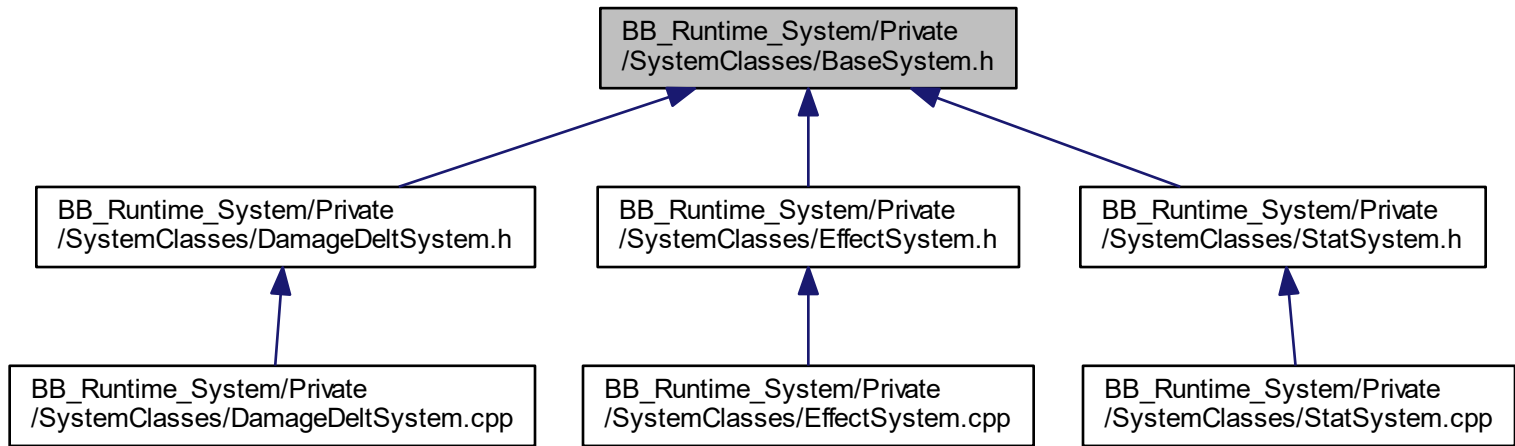 BB_Runtime_System/Private
/SystemClasses/BaseSystem.h
BB_Runtime_System/Private
/SystemClasses/DamageDeltSystem.h
BB_Runtime_System/Private
/SystemClasses/EffectSystem.h
BB_Runtime_System/Private
/SystemClasses/StatSystem.h
BB_Runtime_System/Private
/SystemClasses/DamageDeltSystem.cpp
BB_Runtime_System/Private
/SystemClasses/EffectSystem.cpp
BB_Runtime_System/Private
/SystemClasses/StatSystem.cpp